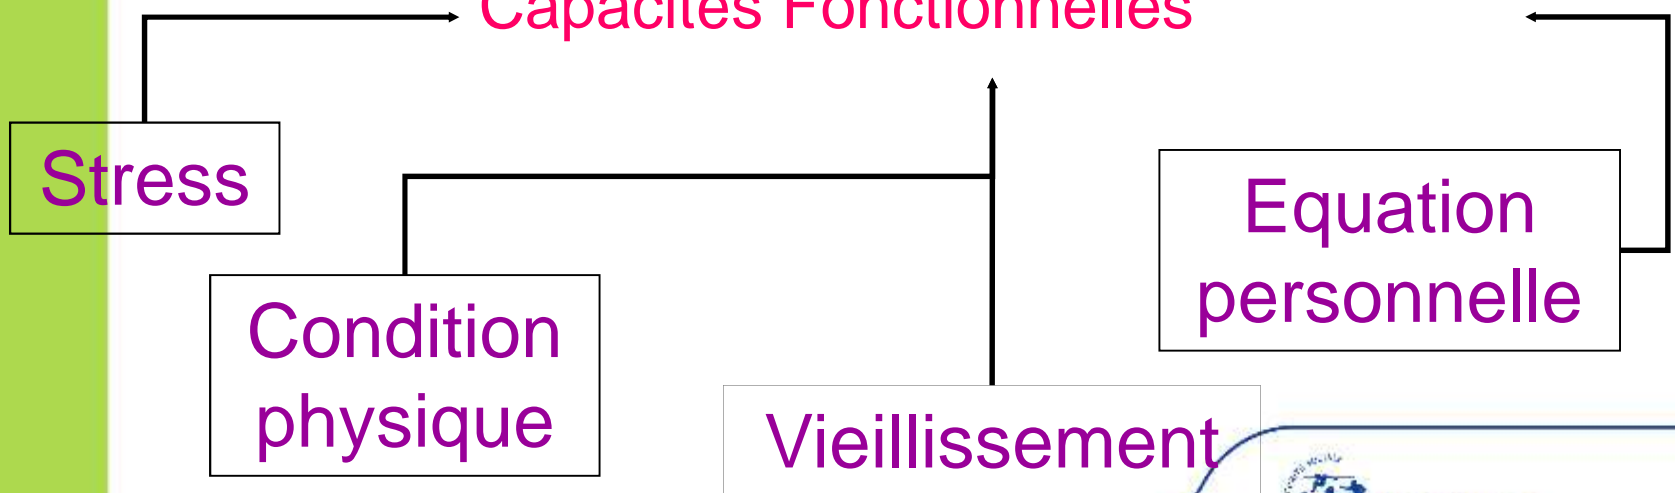 Capacités Fonctionnelles
Stress
Equation
personnelle
Condition
physique
Vieillissement